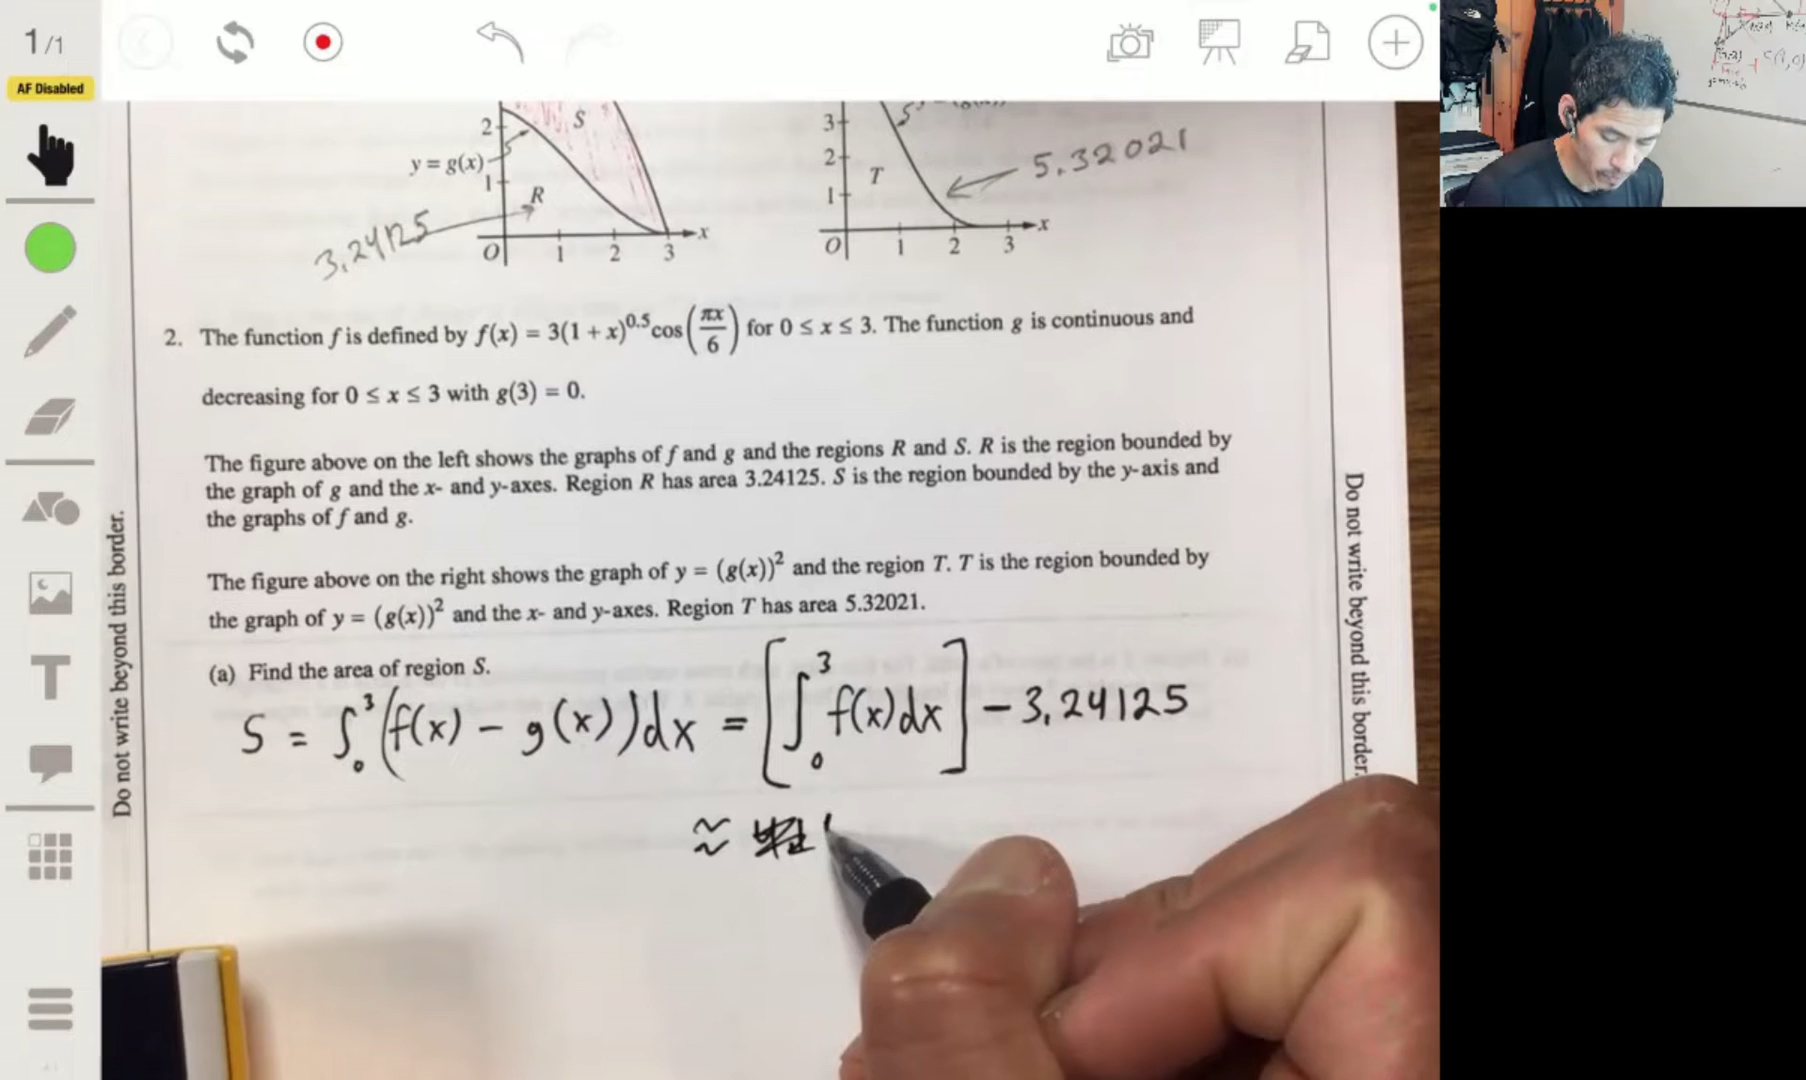 1/1
AF Disabled
2
S
y = g(x)
1
R
3.24125
O 1 2 3 x
3
2
1
T
5.32021
O 1 2 3 x
2. The function f is defined by f(x) = 3(1 + x)^0.5 cos(πx/6) for 0 ≤ x ≤ 3. The function g is continuous and
decreasing for 0 ≤ x ≤ 3 with g(3) = 0.
The figure above on the left shows the graphs of f and g and the regions R and S. R is the region bounded by
the graph of g and the x- and y-axes. Region R has area 3.24125. S is the region bounded by the y-axis and
the graphs of f and g.
The figure above on the right shows the graph of y = (g(x))² and the region T. T is the region bounded by
the graph of y = (g(x))² and the x- and y-axes. Region T has area 5.32021.
(a) Find the area of region S.
S = ∫₀³ (f(x) − g(x))dx = [∫₀³ f(x)dx] − 3.24125
≈
Do not write beyond this border.
Do not write beyond this border.
T